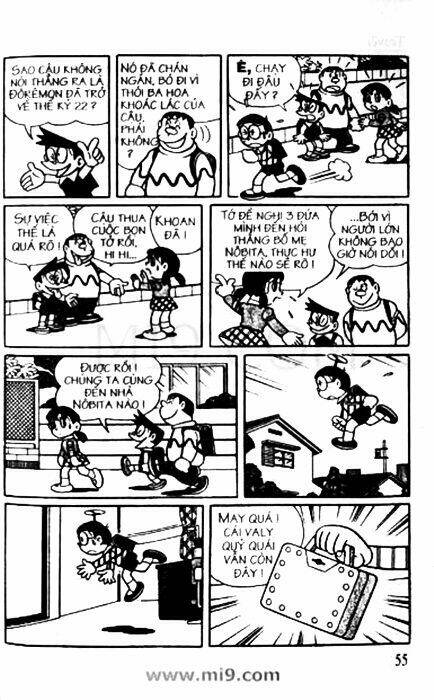 SAO CẬU KHÔNG
NÓI THẲNG RA LÀ
ĐÔRÊMON ĐÃ TRỞ
VỀ THẾ KỶ 22 ?
NÓ ĐÃ CHÁN
NGÁN, BỎ ĐI VÌ
THÓI BA HOA
KHOÁC LÁC CỦA
CẬU.
PHẢI
KHÔNG
?
Ê, CHẠY
ĐI ĐÂU
ĐẤY ?
SỰ VIỆC
THẾ LÀ
QUÁ RÕ !
CẬU THUA
CUỘC BỌN
TỚ RỒI,
HI HI...
KHOAN
ĐÃ !
TỚ ĐỀ NGHỊ 3 ĐỨA
MÌNH ĐẾN HỎI
THẲNG BỐ MẸ
NÔBITA, THỰC HƯ
THẾ NÀO SẼ RÕ !
...BỞI VÌ
NGƯỜI LỚN
KHÔNG BAO
GIỜ NÓI DỐI !
ĐƯỢC RỒI !
CHÚNG TA CÙNG
ĐẾN NHÀ
NÔBITA NÀO !
MAY QUÁ !
CÁI VALY
QUỶ QUÁI
VẪN CÒN
ĐÂY !
55
www.mi9.com